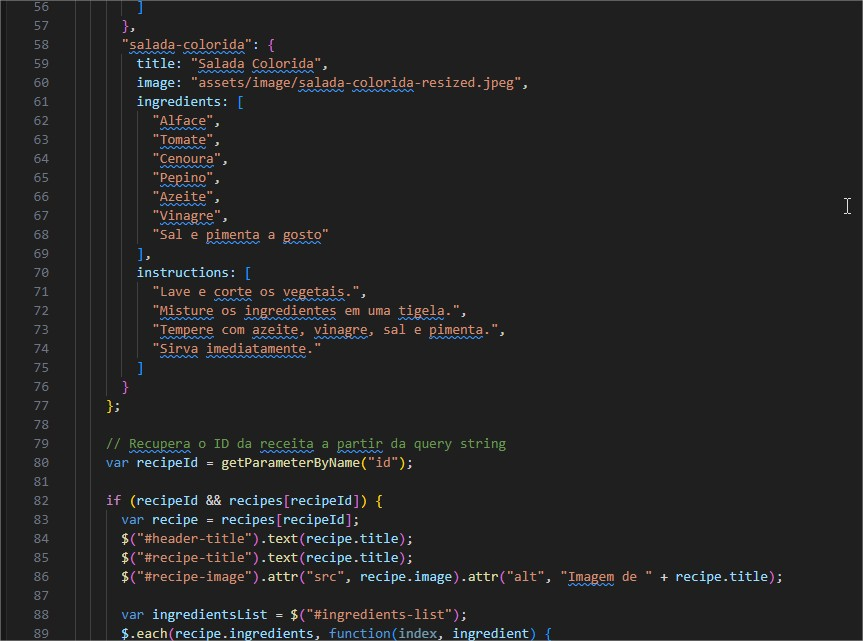 56 ]
57 },
58 "salada-colorida": {
59 title: "Salada Colorida",
60 image: "assets/image/salada-colorida-resized.jpeg",
61 ingredients: [
62 "Alface",
63 "Tomate",
64 "Cenoura",
65 "Pepino",
66 "Azeite",
67 "Vinagre",
68 "Sal e pimenta a gosto"
69 ],
70 instructions: [
71 "Lave e corte os vegetais.",
72 "Misture os ingredientes em uma tigela.",
73 "Tempere com azeite, vinagre, sal e pimenta.",
74 "Sirva imediatamente."
75 ]
76 }
77 };
78
79 // Recupera o ID da receita a partir da query string
80 var recipeId = getParameterByName("id");
81
82 if (recipeId && recipes[recipeId]) {
83 var recipe = recipes[recipeId];
84 $("#header-title").text(recipe.title);
85 $("#recipe-title").text(recipe.title);
86 $("#recipe-image").attr("src", recipe.image).attr("alt", "Imagem de " + recipe.title);
87
88 var ingredientsList = $("#ingredients-list");
89 $.each(recipe.ingredients, function(index, ingredient) {